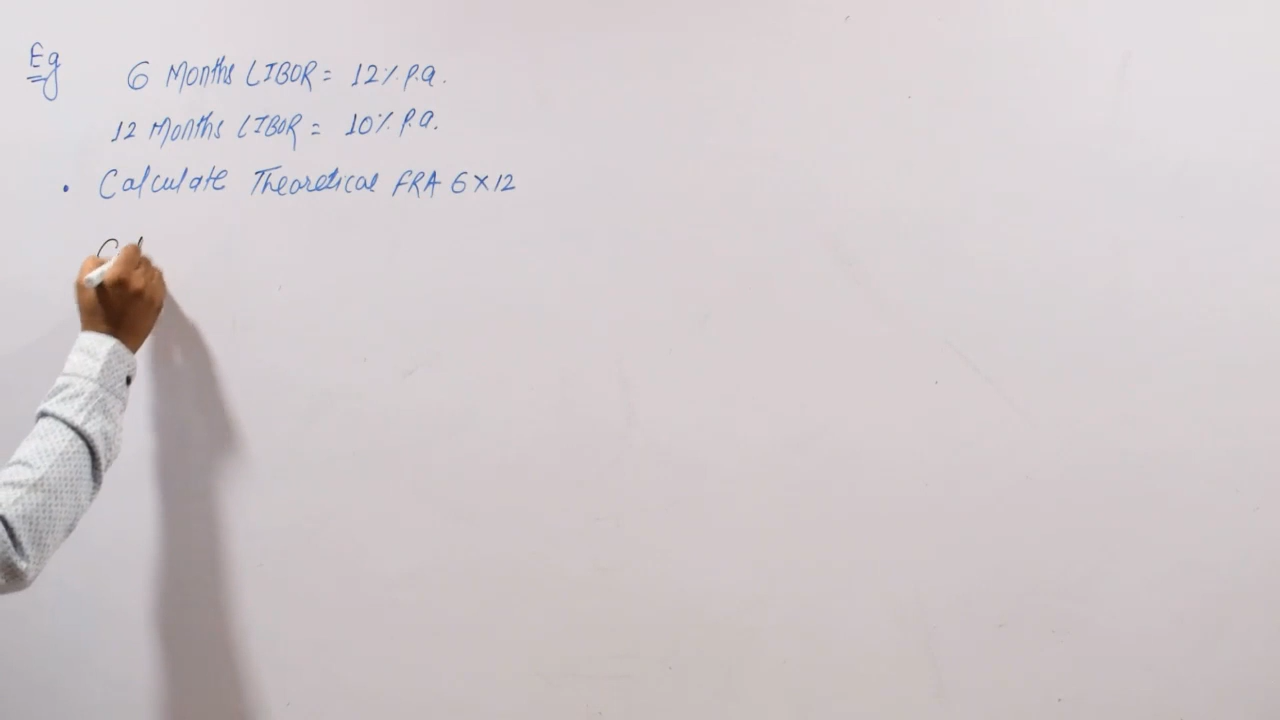 Eg
6 Months LIBOR = 12% P.a.
12 Months LIBOR = 10% P.a.
• Calculate Theoretical FRA 6×12